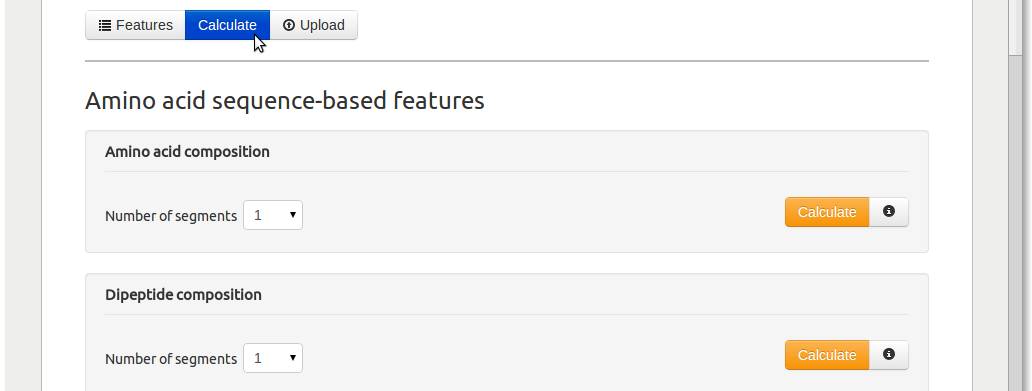 Features Calculate Upload
Amino acid sequence-based features
Amino acid composition
Number of segments 1 Calculate
Dipeptide composition
Number of segments 1 Calculate